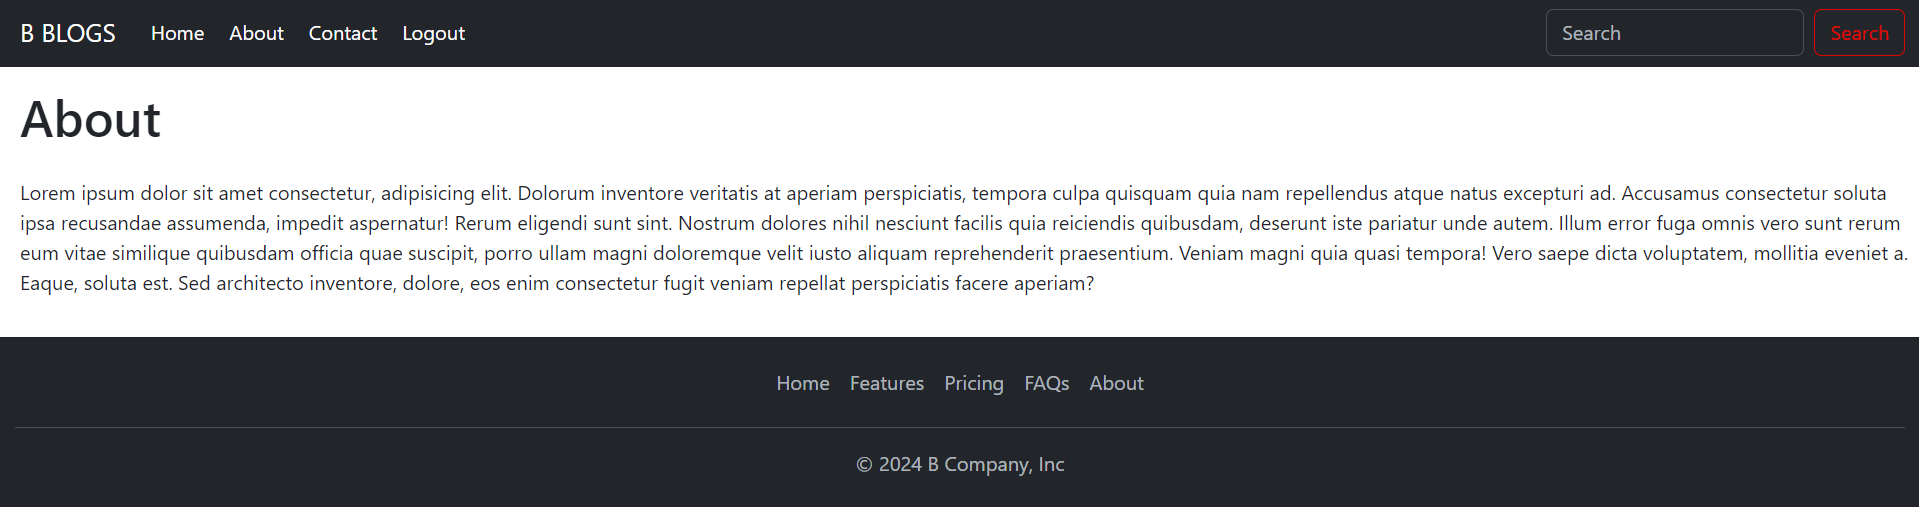 B BLOGS Home About Contact Logout Search Search
About
Lorem ipsum dolor sit amet consectetur, adipisicing elit. Dolorum inventore veritatis at aperiam perspiciatis, tempora culpa quisquam quia nam repellendus atque natus excepturi ad. Accusamus consectetur soluta
ipsa recusandae assumenda, impedit aspernatur! Rerum eligendi sunt sint. Nostrum dolores nihil nesciunt facilis quia reiciendis quibusdam, deserunt iste pariatur unde autem. Illum error fuga omnis vero sunt rerum
eum vitae similique quibusdam officia quae suscipit, porro ullam magni doloremque velit iusto aliquam reprehenderit praesentium. Veniam magni quia quasi tempora! Vero saepe dicta voluptatem, mollitia eveniet a.
Eaque, soluta est. Sed architecto inventore, dolore, eos enim consectetur fugit veniam repellat perspiciatis facere aperiam?
Home Features Pricing FAQs About
© 2024 B Company, Inc